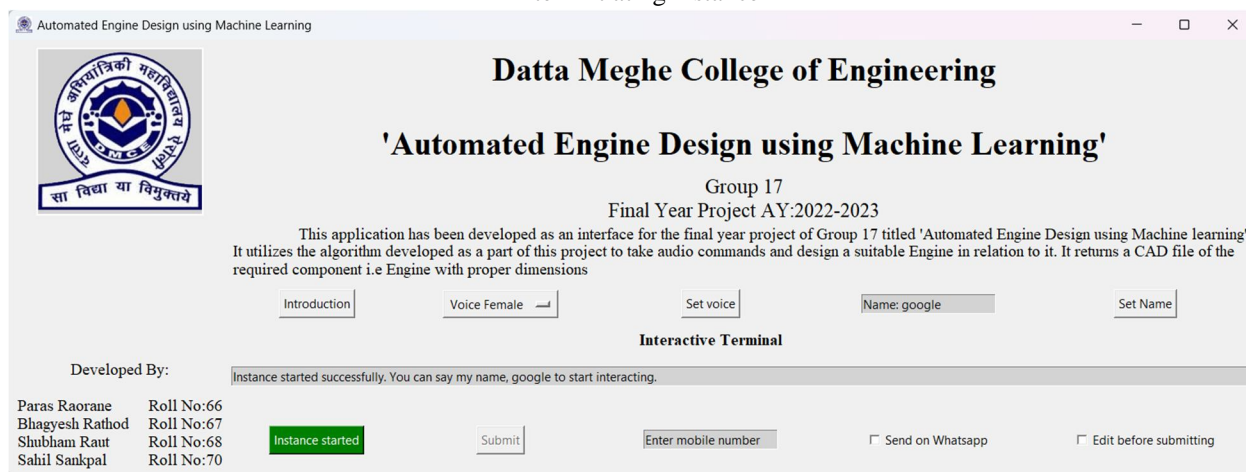 Automated Engine Design using Machine Learning
Datta Meghe College of Engineering
'Automated Engine Design using Machine Learning'
Group 17
Final Year Project AY:2022-2023
This application has been developed as an interface for the final year project of Group 17 titled 'Automated Engine Design using Machine learning'
It utilizes the algorithm developed as a part of this project to take audio commands and design a suitable Engine in relation to it. It returns a CAD file of the
required component i.e Engine with proper dimensions
दत्ता मेघे अभियांत्रिकी महाविद्यालय ऐरोली
DMCE
सा विद्या या विमुक्तये
Introduction Voice Female Set voice Name: google Set Name
Interactive Terminal
Instance started successfully. You can say my name, google to start interacting.
Developed By:
Paras Raorane Roll No:66
Bhagyesh Rathod Roll No:67
Shubham Raut Roll No:68
Sahil Sankpal Roll No:70
Instance started Submit Enter mobile number Send on Whatsapp Edit before submitting